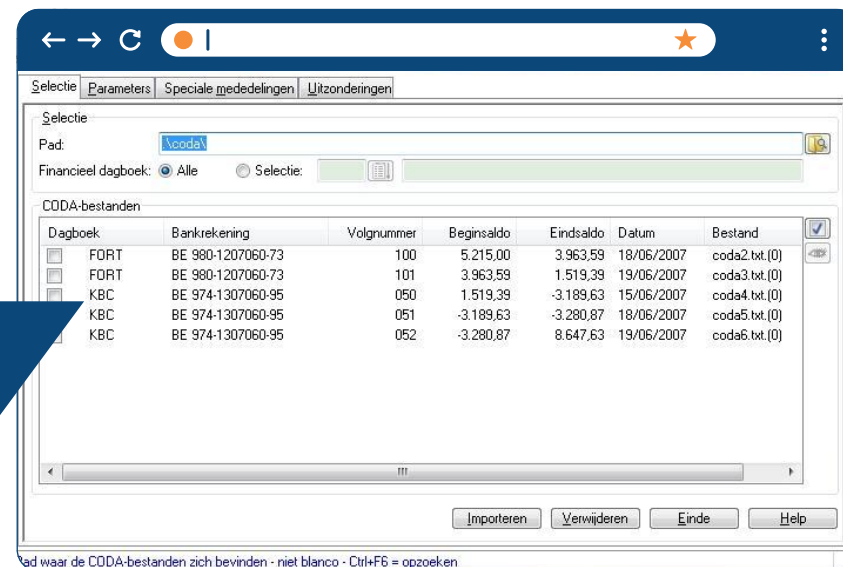 Selectie Parameters Speciale mededelingen Uitzonderingen
Selectie
Pad: .\coda\
Financieel dagboek: Alle Selectie:
CODA-bestanden
Dagboek Bankrekening Volgnummer Beginsaldo Eindsaldo Datum Bestand
FORT BE 980-1207060-73 100 5.215,00 3.963,59 18/06/2007 coda2.txt.(0)
FORT BE 980-1207060-73 101 3.963,59 1.519,39 19/06/2007 coda3.txt.(0)
KBC BE 974-1307060-95 050 1.519,39 -3.189,63 15/06/2007 coda4.txt.(0)
KBC BE 974-1307060-95 051 -3.189,63 -3.280,87 18/06/2007 coda5.txt.(0)
KBC BE 974-1307060-95 052 -3.280,87 8.647,63 19/06/2007 coda6.txt.(0)
Importeren Verwijderen Einde Help
Pad waar de CODA-bestanden zich bevinden - niet blanco - Ctrl+F6 = opzoeken